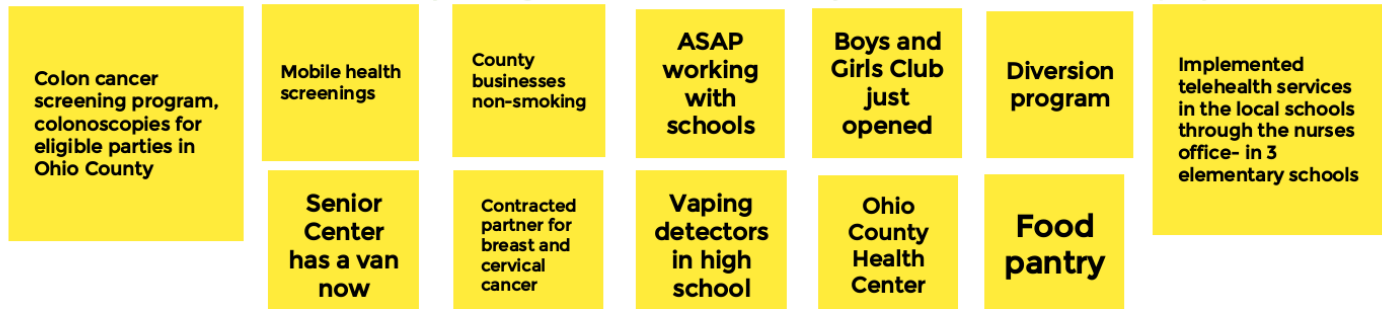 Colon cancer
screening program,
colonoscopies for
eligible parties in
Ohio County
Mobile health
screenings
County
businesses
non-smoking
ASAP
working
with
schools
Boys and
Girls Club
just
opened
Diversion
program
Implemented
telehealth services
in the local schools
through the nurses
office- in 3
elementary schools
Senior
Center
has a van
now
Contracted
partner for
breast and
cervical
cancer
Vaping
detectors
in high
school
Ohio
County
Health
Center
Food
pantry